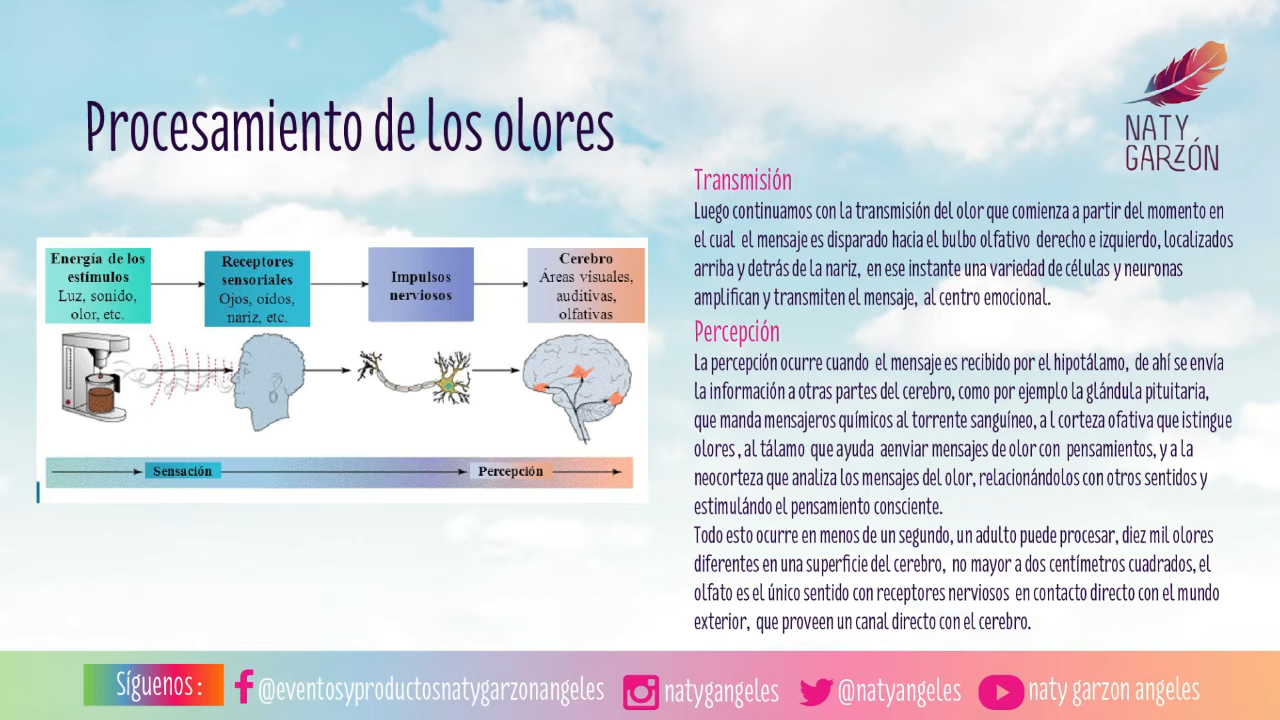 Procesamiento de los olores
NATY
GARZÓN
Energía de los
estímulos
Luz, sonido,
olor, etc.
Receptores
sensoriales
Ojos, oídos,
nariz, etc.
Impulsos
nerviosos
Cerebro
Áreas visuales,
auditivas,
olfativas
Sensación
Percepción
Transmisión
Luego continuamos con la transmisión del olor que comienza a partir del momento en
el cual el mensaje es disparado hacia el bulbo olfativo derecho e izquierdo, localizados
arriba y detrás de la nariz, en ese instante una variedad de células y neuronas
amplifican y transmiten el mensaje, al centro emocional.
Percepción
La percepción ocurre cuando el mensaje es recibido por el hipotálamo, de ahí se envía
la información a otras partes del cerebro, como por ejemplo la glándula pituitaria,
que manda mensajeros químicos al torrente sanguíneo, a l corteza ofativa que istingue
olores , al tálamo que ayuda aenviar mensajes de olor con pensamientos, y a la
neocorteza que analiza los mensajes del olor, relacionándolos con otros sentidos y
estimulándo el pensamiento consciente.
Todo esto ocurre en menos de un segundo, un adulto puede procesar, diez mil olores
diferentes en una superficie del cerebro, no mayor a dos centímetros cuadrados, el
olfato es el único sentido con receptores nerviosos en contacto directo con el mundo
exterior, que proveen un canal directo con el cerebro.
Síguenos : @eventosyproductosnatygarzonangeles natygangeles @natyangeles naty garzon angeles